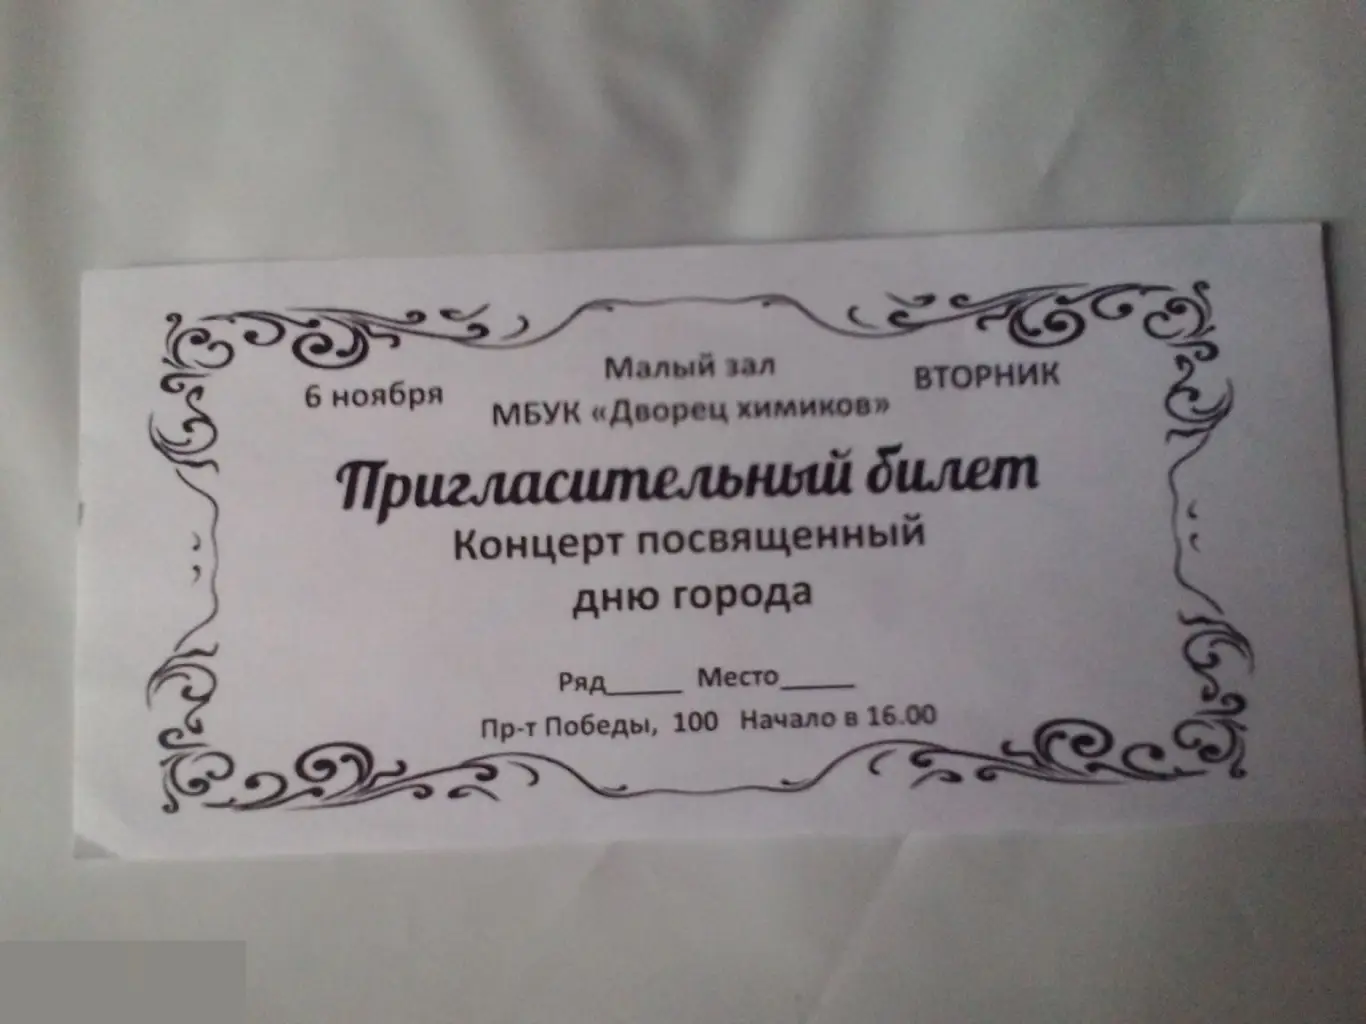 6 ноября
Малый зал
ВТОРНИК
МБУК «Дворец химиков»
Пригласительный билет
Концерт посвященный
дню города
Ряд_____ Место_____
Пр-т Победы, 100 Начало в 16.00